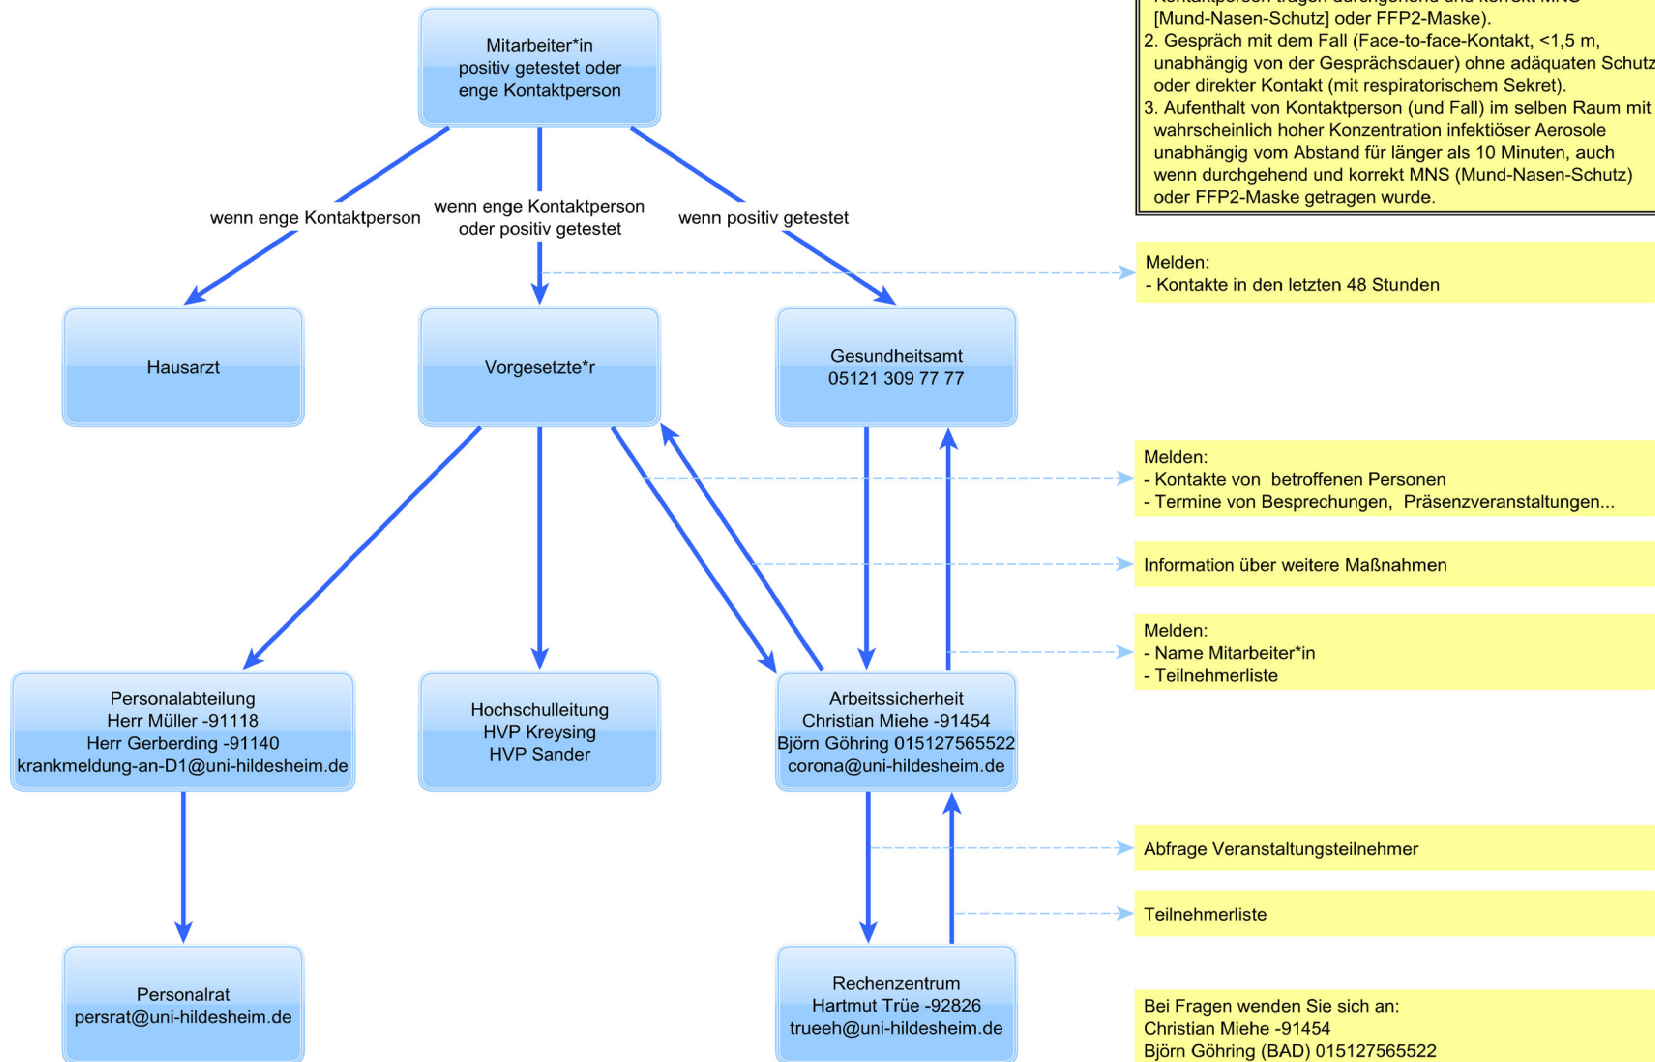 Kontaktperson tragen durchgehend und korrekt MNS
[Mund-Nasen-Schutz] oder FFP2-Maske).
2. Gespräch mit dem Fall (Face-to-face-Kontakt, <1,5 m,
unabhängig von der Gesprächsdauer) ohne adäquaten Schutz
oder direkter Kontakt (mit respiratorischem Sekret).
3. Aufenthalt von Kontaktperson (und Fall) im selben Raum mit
wahrscheinlich hoher Konzentration infektiöser Aerosole
unabhängig vom Abstand für länger als 10 Minuten, auch
wenn durchgehend und korrekt MNS (Mund-Nasen-Schutz)
oder FFP2-Maske getragen wurde.
Mitarbeiter*in
positiv getestet oder
enge Kontaktperson
wenn enge Kontaktperson
wenn enge Kontaktperson
oder positiv getestet
wenn positiv getestet
Melden:
- Kontakte in den letzten 48 Stunden
Hausarzt
Vorgesetzte*r
Gesundheitsamt
05121 309 77 77
Melden:
- Kontakte von  betroffenen Personen
- Termine von Besprechungen,  Präsenzveranstaltungen...
Information über weitere Maßnahmen
Melden:
- Name Mitarbeiter*in
- Teilnehmerliste
Personalabteilung
Herr Müller -91118
Herr Gerberding -91140
krankmeldung-an-D1@uni-hildesheim.de
Hochschulleitung
HVP Kreysing
HVP Sander
Arbeitssicherheit
Christian Miehe -91454
Björn Göhring 015127565522
corona@uni-hildesheim.de
Abfrage Veranstaltungsteilnehmer
Teilnehmerliste
Personalrat
persrat@uni-hildesheim.de
Rechenzentrum
Hartmut Trüe -92826
trueeh@uni-hildesheim.de
Bei Fragen wenden Sie sich an:
Christian Miehe -91454
Björn Göhring (BAD) 015127565522